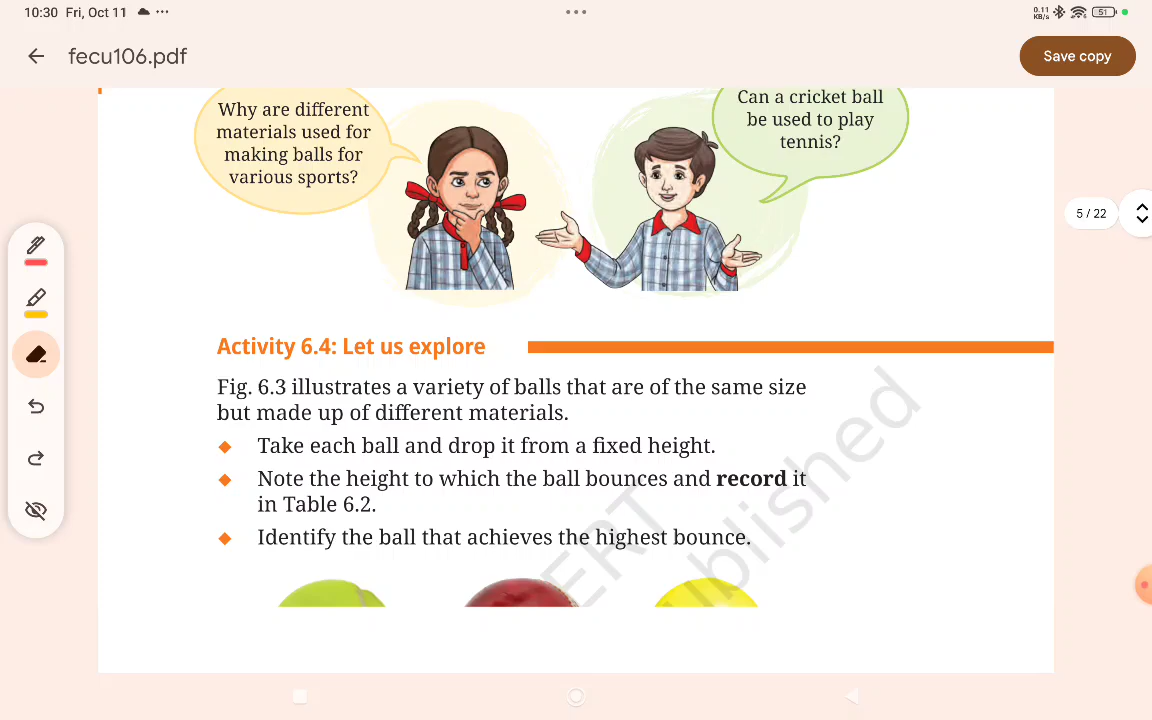 10:30 Fri, Oct 11
0.11
KB/s
51
fecu106.pdf
Save copy
Why are different
materials used for
making balls for
various sports?
Can a cricket ball
be used to play
tennis?
5 / 22
Activity 6.4: Let us explore
Fig. 6.3 illustrates a variety of balls that are of the same size
but made up of different materials.
◆ Take each ball and drop it from a fixed height.
◆ Note the height to which the ball bounces and record it
in Table 6.2.
◆ Identify the ball that achieves the highest bounce.